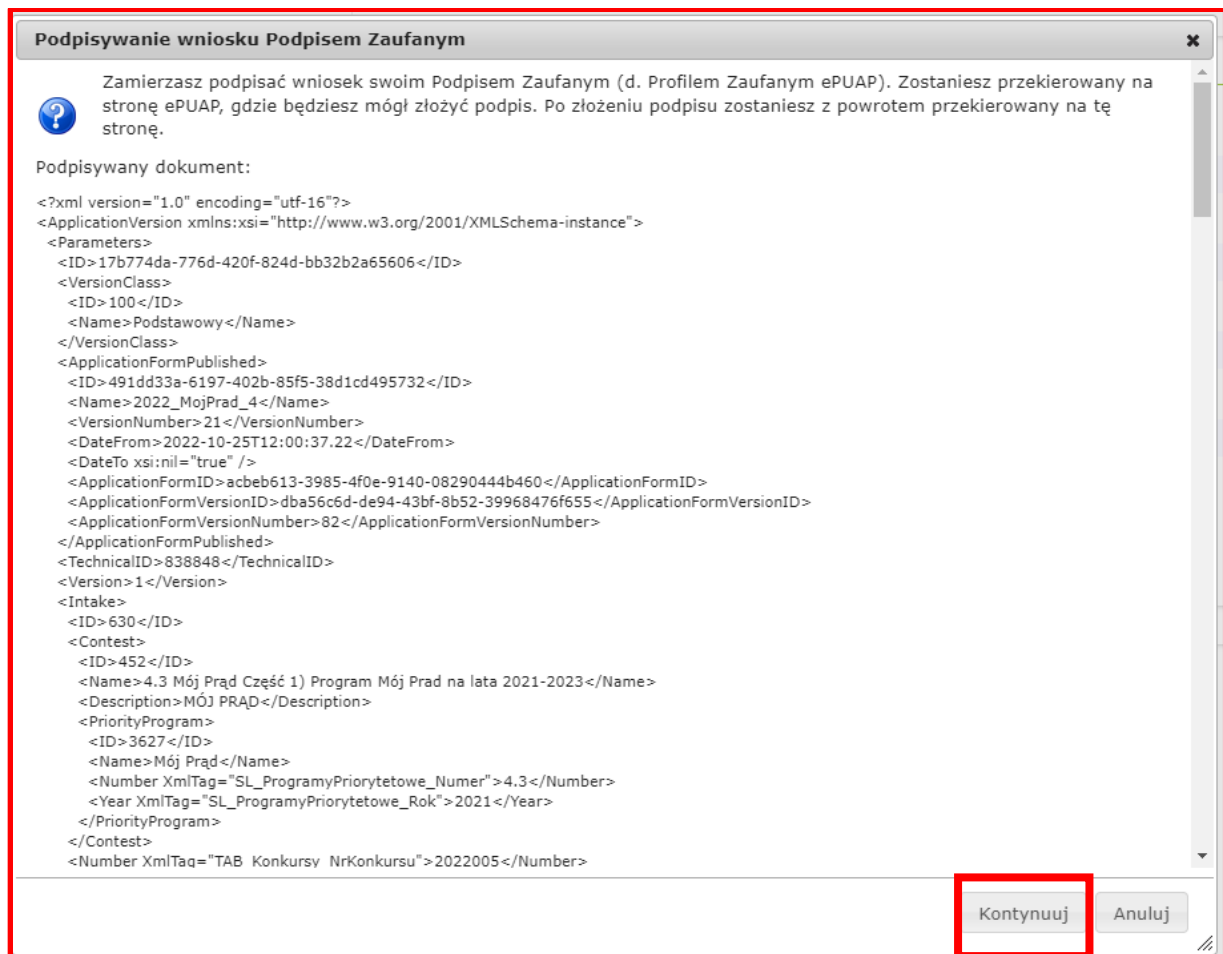 Podpisywanie wniosku Podpisem Zaufanym
Zamierzasz podpisać wniosek swoim Podpisem Zaufanym (d. Profilem Zaufanym ePUAP). Zostaniesz przekierowany na
stronę ePUAP, gdzie będziesz mógł złożyć podpis. Po złożeniu podpisu zostaniesz z powrotem przekierowany na tę
stronę.
Podpisywany dokument:
<?xml version="1.0" encoding="utf-16"?>
<ApplicationVersion xmlns:xsi="http://www.w3.org/2001/XMLSchema-instance">
<Parameters>
<ID>17b774da-776d-420f-824d-bb32b2a65606</ID>
<VersionClass>
<ID>100</ID>
<Name>Podstawowy</Name>
</VersionClass>
<ApplicationFormPublished>
<ID>491dd33a-6197-402b-85f5-38d1cd495732</ID>
<Name>2022_MojPrad_4</Name>
<VersionNumber>21</VersionNumber>
<DateFrom>2022-10-25T12:00:37.22</DateFrom>
<DateTo xsi:nil="true" />
<ApplicationFormID>acbeb613-3985-4f0e-9140-08290444b460</ApplicationFormID>
<ApplicationFormVersionID>dba56c6d-de94-43bf-8b52-39968476f655</ApplicationFormVersionID>
<ApplicationFormVersionNumber>82</ApplicationFormVersionNumber>
</ApplicationFormPublished>
<TechnicalID>838848</TechnicalID>
<Version>1</Version>
<Intake>
<ID>630</ID>
<Contest>
<ID>452</ID>
<Name>4.3 Mój Prąd Część 1) Program Mój Prad na lata 2021-2023</Name>
<Description>MÓJ PRĄD</Description>
<PriorityProgram>
<ID>3627</ID>
<Name>Mój Prąd</Name>
<Number XmlTag="SL_ProgramyPriorytetowe_Numer">4.3</Number>
<Year XmlTag="SL_ProgramyPriorytetowe_Rok">2021</Year>
</PriorityProgram>
</Contest>
<Number XmlTag="TAB_Konkursy_NrKonkursu">2022005</Number>
Kontynuuj Anuluj